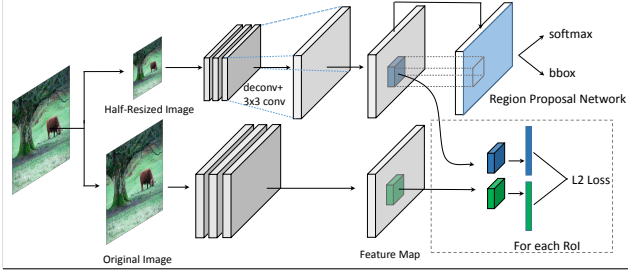 softmax
bbox
deconv+
3x3 conv
Half-Resized Image
Region Proposal Network
L2 Loss
For each RoI
Original Image
Feature Map